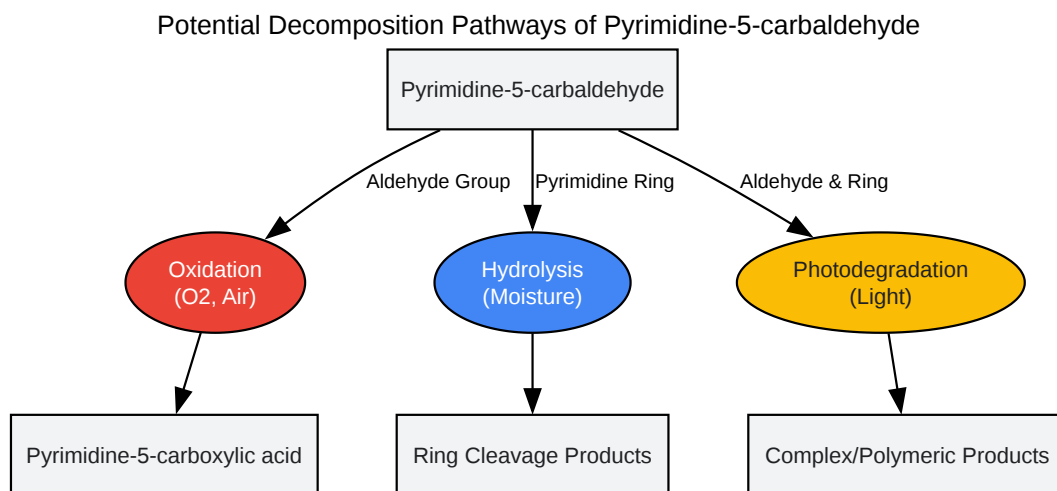 Potential Decomposition Pathways of Pyrimidine-5-carbaldehyde
Pyrimidine-5-carbaldehyde
Aldehyde Group
Pyrimidine Ring
Aldehyde & Ring
Oxidation
(O2, Air)
Hydrolysis
(Moisture)
Photodegradation
(Light)
Pyrimidine-5-carboxylic acid
Ring Cleavage Products
Complex/Polymeric Products